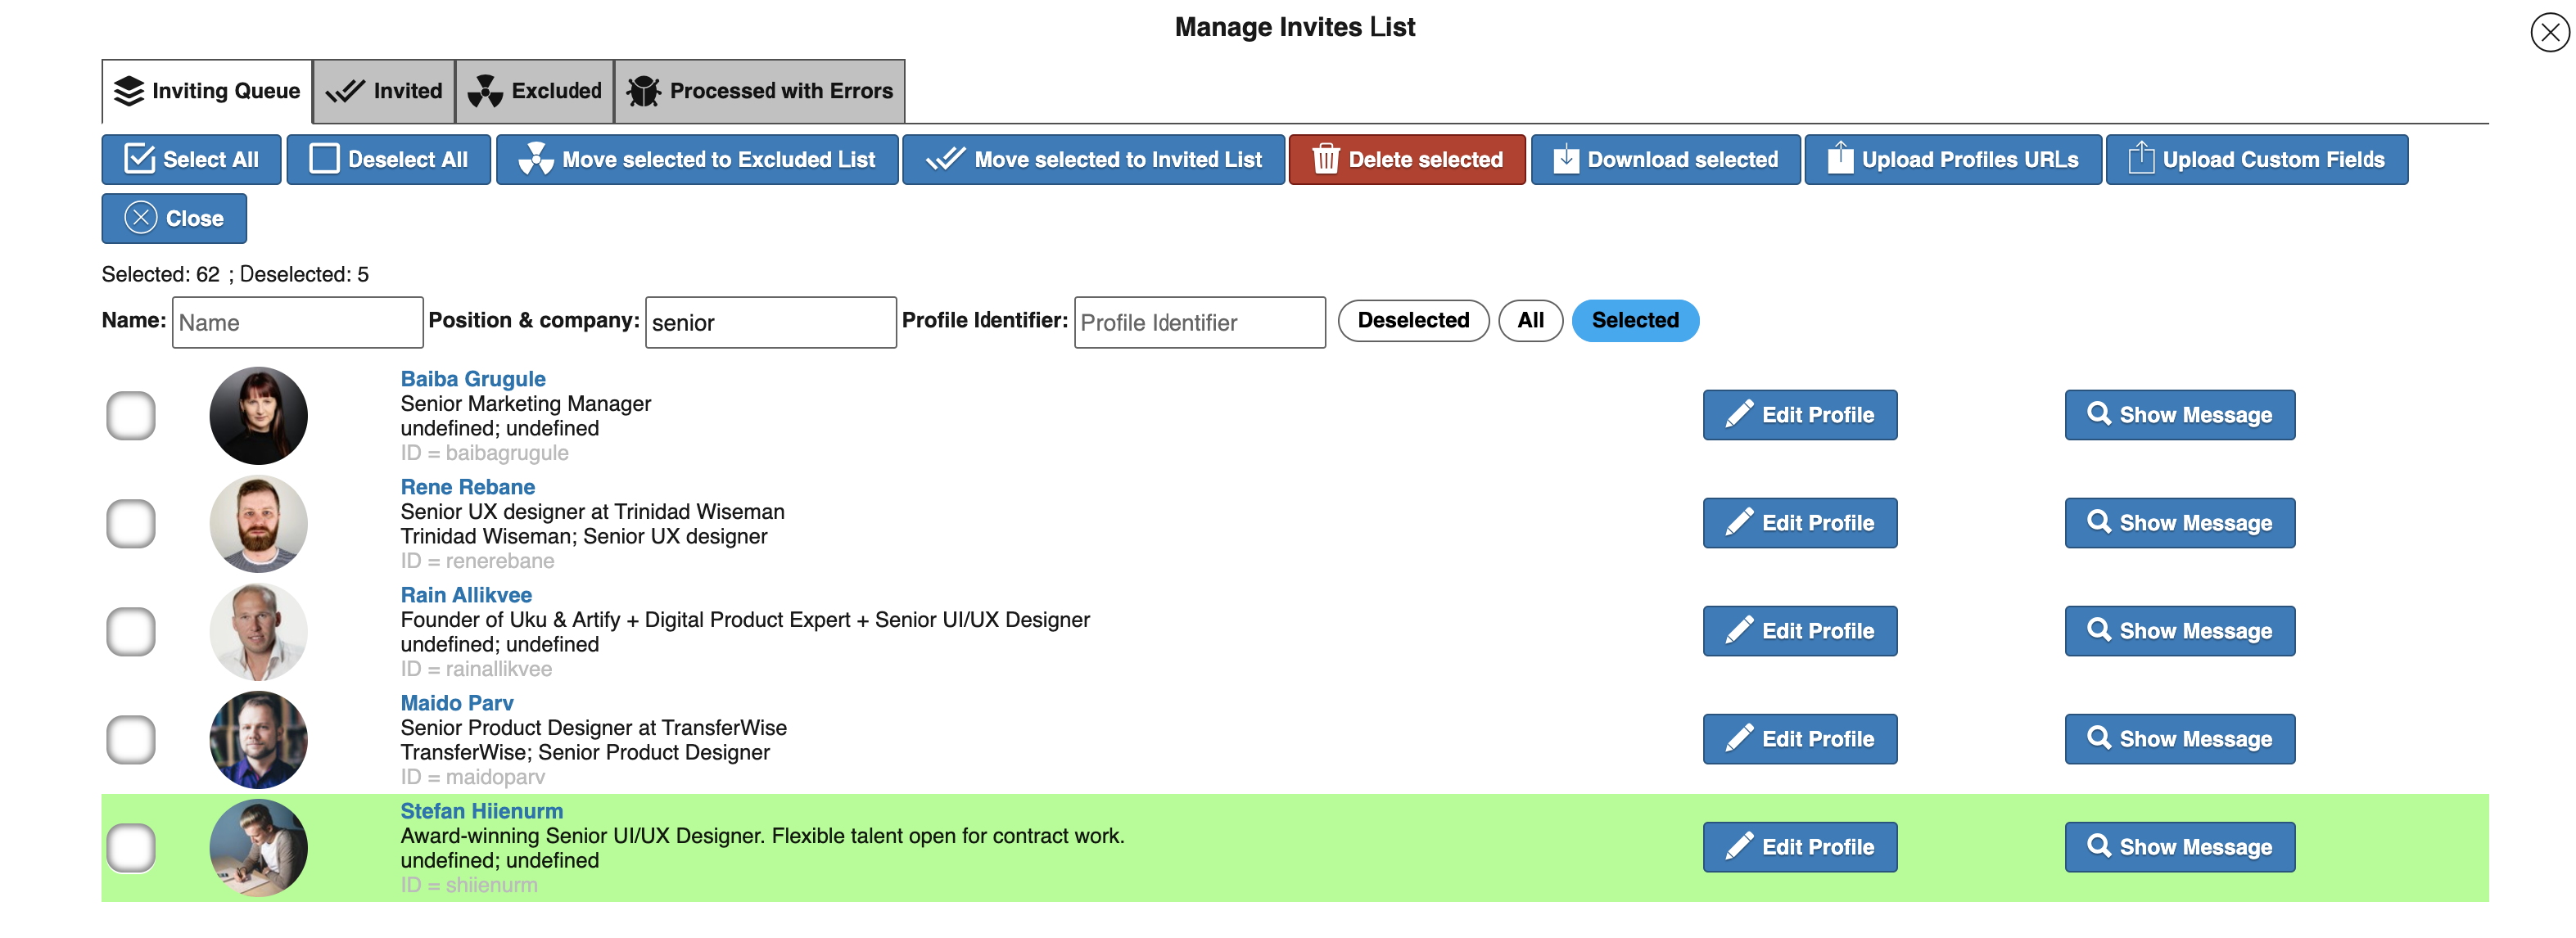 Manage Invites List
Inviting Queue Invited Excluded Processed with Errors
Select All Deselect All Move selected to Excluded List Move selected to Invited List Delete selected Download selected Upload Profiles URLs Upload Custom Fields
Close
Selected: 62 ; Deselected: 5
Name: Name Position & company: senior Profile Identifier: Profile Identifier Deselected All Selected
Baiba Grugule
Senior Marketing Manager
undefined; undefined
ID = baibagrugule
Edit Profile Show Message
Rene Rebane
Senior UX designer at Trinidad Wiseman
Trinidad Wiseman; Senior UX designer
ID = renerebane
Edit Profile Show Message
Rain Allikvee
Founder of Uku & Artify + Digital Product Expert + Senior UI/UX Designer
undefined; undefined
ID = rainallikvee
Edit Profile Show Message
Maido Parv
Senior Product Designer at TransferWise
TransferWise; Senior Product Designer
ID = maidoparv
Edit Profile Show Message
Stefan Hiienurm
Award-winning Senior UI/UX Designer. Flexible talent open for contract work.
undefined; undefined
ID = shiienurm
Edit Profile Show Message